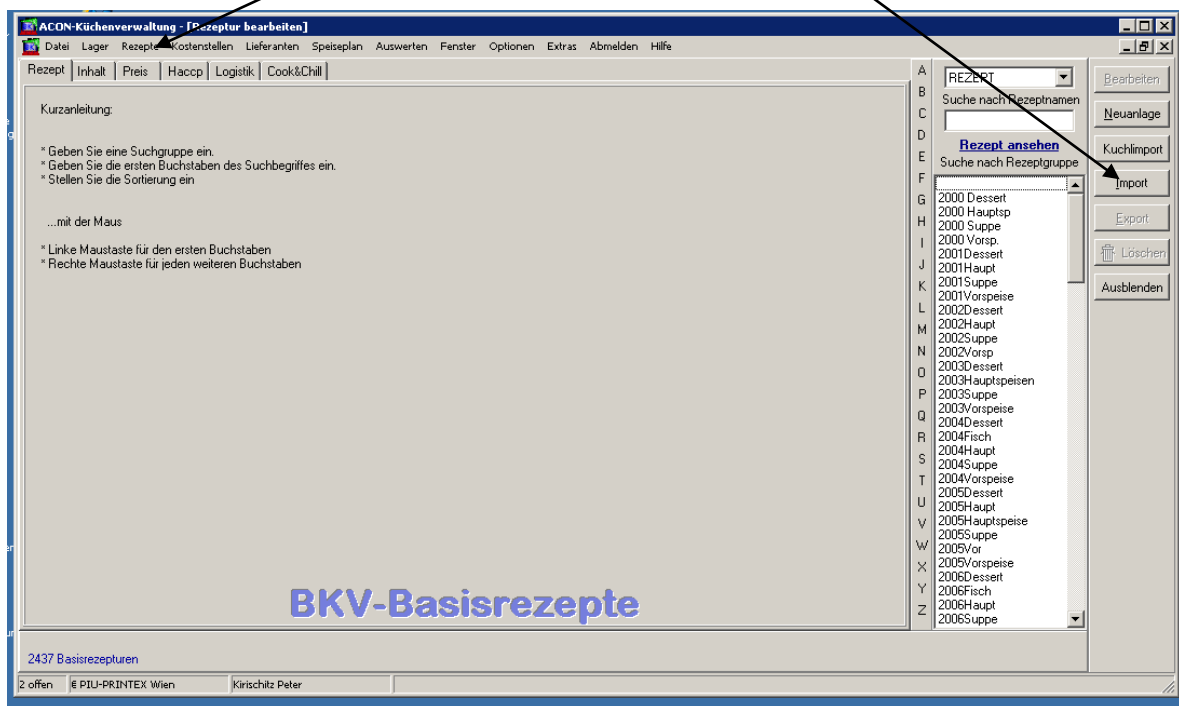 ACON-Küchenverwaltung - [Rezeptur bearbeiten]
Datei Lager Rezepte Kostenstellen Lieferanten Speiseplan Auswerten Fenster Optionen Extras Abmelden Hilfe
Rezept Inhalt Preis Haccp Logistik Cook&Chill
Kurzanleitung:
* Geben Sie eine Suchgruppe ein.
* Geben Sie die ersten Buchstaben des Suchbegriffes ein.
* Stellen Sie die Sortierung ein
...mit der Maus
* Linke Maustaste für den ersten Buchstaben
* Rechte Maustaste für jeden weiteren Buchstaben
BKV-Basisrezepte
A
B
C
D
E
F
G
H
I
J
K
L
M
N
O
P
Q
R
S
T
U
V
W
X
Y
Z
REZEPT
Suche nach Rezeptnamen
Rezept ansehen
Suche nach Rezeptgruppe
2000 Dessert
2000 Hauptsp
2000 Suppe
2000 Vorsp.
2001Dessert
2001Haupt
2001Suppe
2001Vorspeise
2002Dessert
2002Haupt
2002Suppe
2002Vorsp
2003Dessert
2003Hauptspeisen
2003Suppe
2003Vorspeise
2004Dessert
2004Fisch
2004Haupt
2004Suppe
2004Vorspeise
2005Dessert
2005Haupt
2005Hauptspeise
2005Suppe
2005Vor
2005Vorspeise
2006Dessert
2006Fisch
2006Haupt
2006Suppe
Bearbeiten
Neuanlage
Kuchlimport
Import
Export
Löschen
Ausblenden
2437 Basisrezepturen
2 offen € PIU-PRINTEX Wien Kirischitz Peter